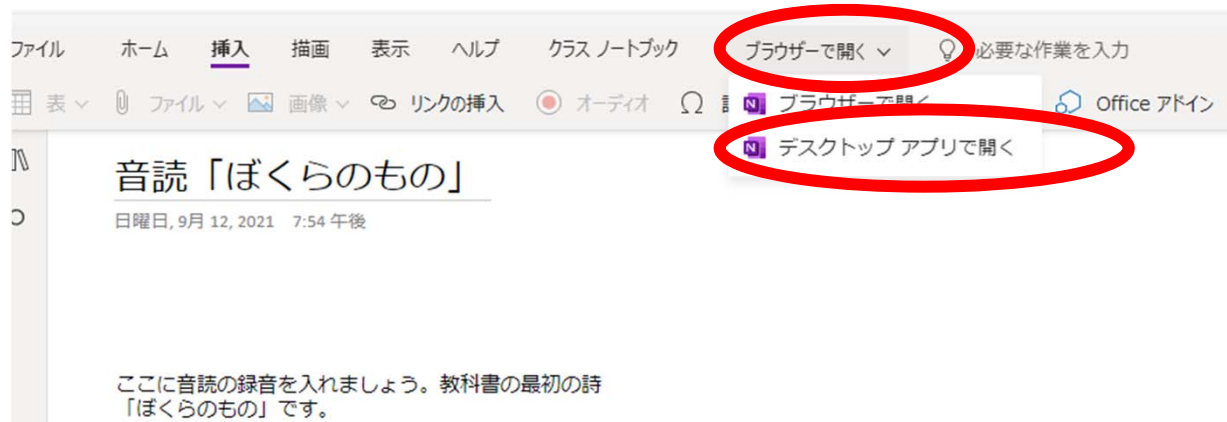 ファイル ホーム 挿入 描画 表示 ヘルプ クラス ノートブック ブラウザーで開く 必要な作業を入力
表 ファイル 画像 リンクの挿入 オーディオ Ω ブラウザーで開く Office アドイン
デスクトップ アプリで開く
音読「ぼくらのもの」
日曜日, 9月 12, 2021 7:54 午後
ここに音読の録音を入れましょう。教科書の最初の詩
「ぼくらのもの」です。